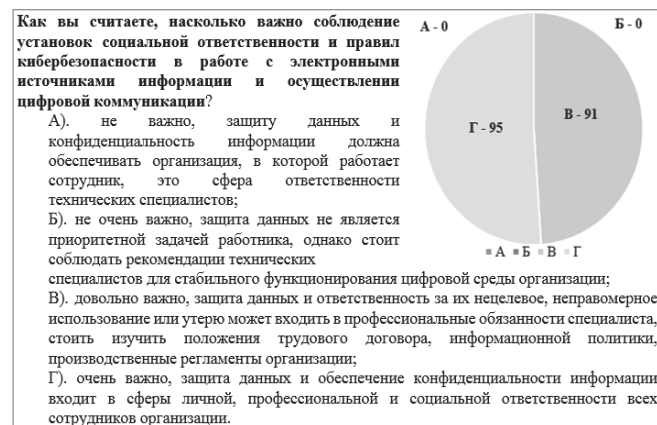 Как вы считаете, насколько важно соблюдение
установок социальной ответственности и правил
кибербезопасности в работе с электронными
источниками информации и осуществлении
цифровой коммуникации?
А). не важно, защиту данных и
конфиденциальность информации должна
обеспечивать организация, в которой работает
сотрудник, это сфера ответственности
технических специалистов;
Б). не очень важно, защита данных не является
приоритетной задачей работника, однако стоит
соблюдать рекомендации технических
специалистов для стабильного функционирования цифровой среды организации;
В). довольно важно, защита данных и ответственность за их нецелевое, неправомерное
использование или утерю может входить в профессиональные обязанности специалиста,
стоить изучить положения трудового договора, информационной политики,
производственные регламенты организации;
Г). очень важно, защита данных и обеспечение конфиденциальности информации
входит в сферы личной, профессиональной и социальной ответственности всех
сотрудников организации.
А - 0
Б - 0
Г - 95
В - 91
А Б В Г